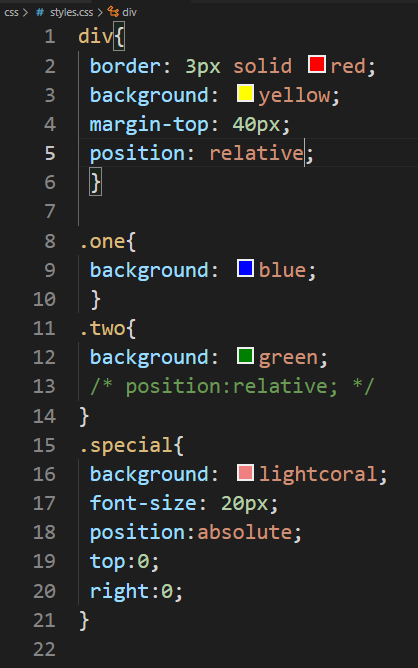 css > # styles.css > div
1 div{
2 border: 3px solid red;
3 background: yellow;
4 margin-top: 40px;
5 position: relative;
6 }
7
8 .one{
9 background: blue;
10 }
11 .two{
12 background: green;
13 /* position:relative; */
14 }
15 .special{
16 background: lightcoral;
17 font-size: 20px;
18 position:absolute;
19 top:0;
20 right:0;
21 }
22